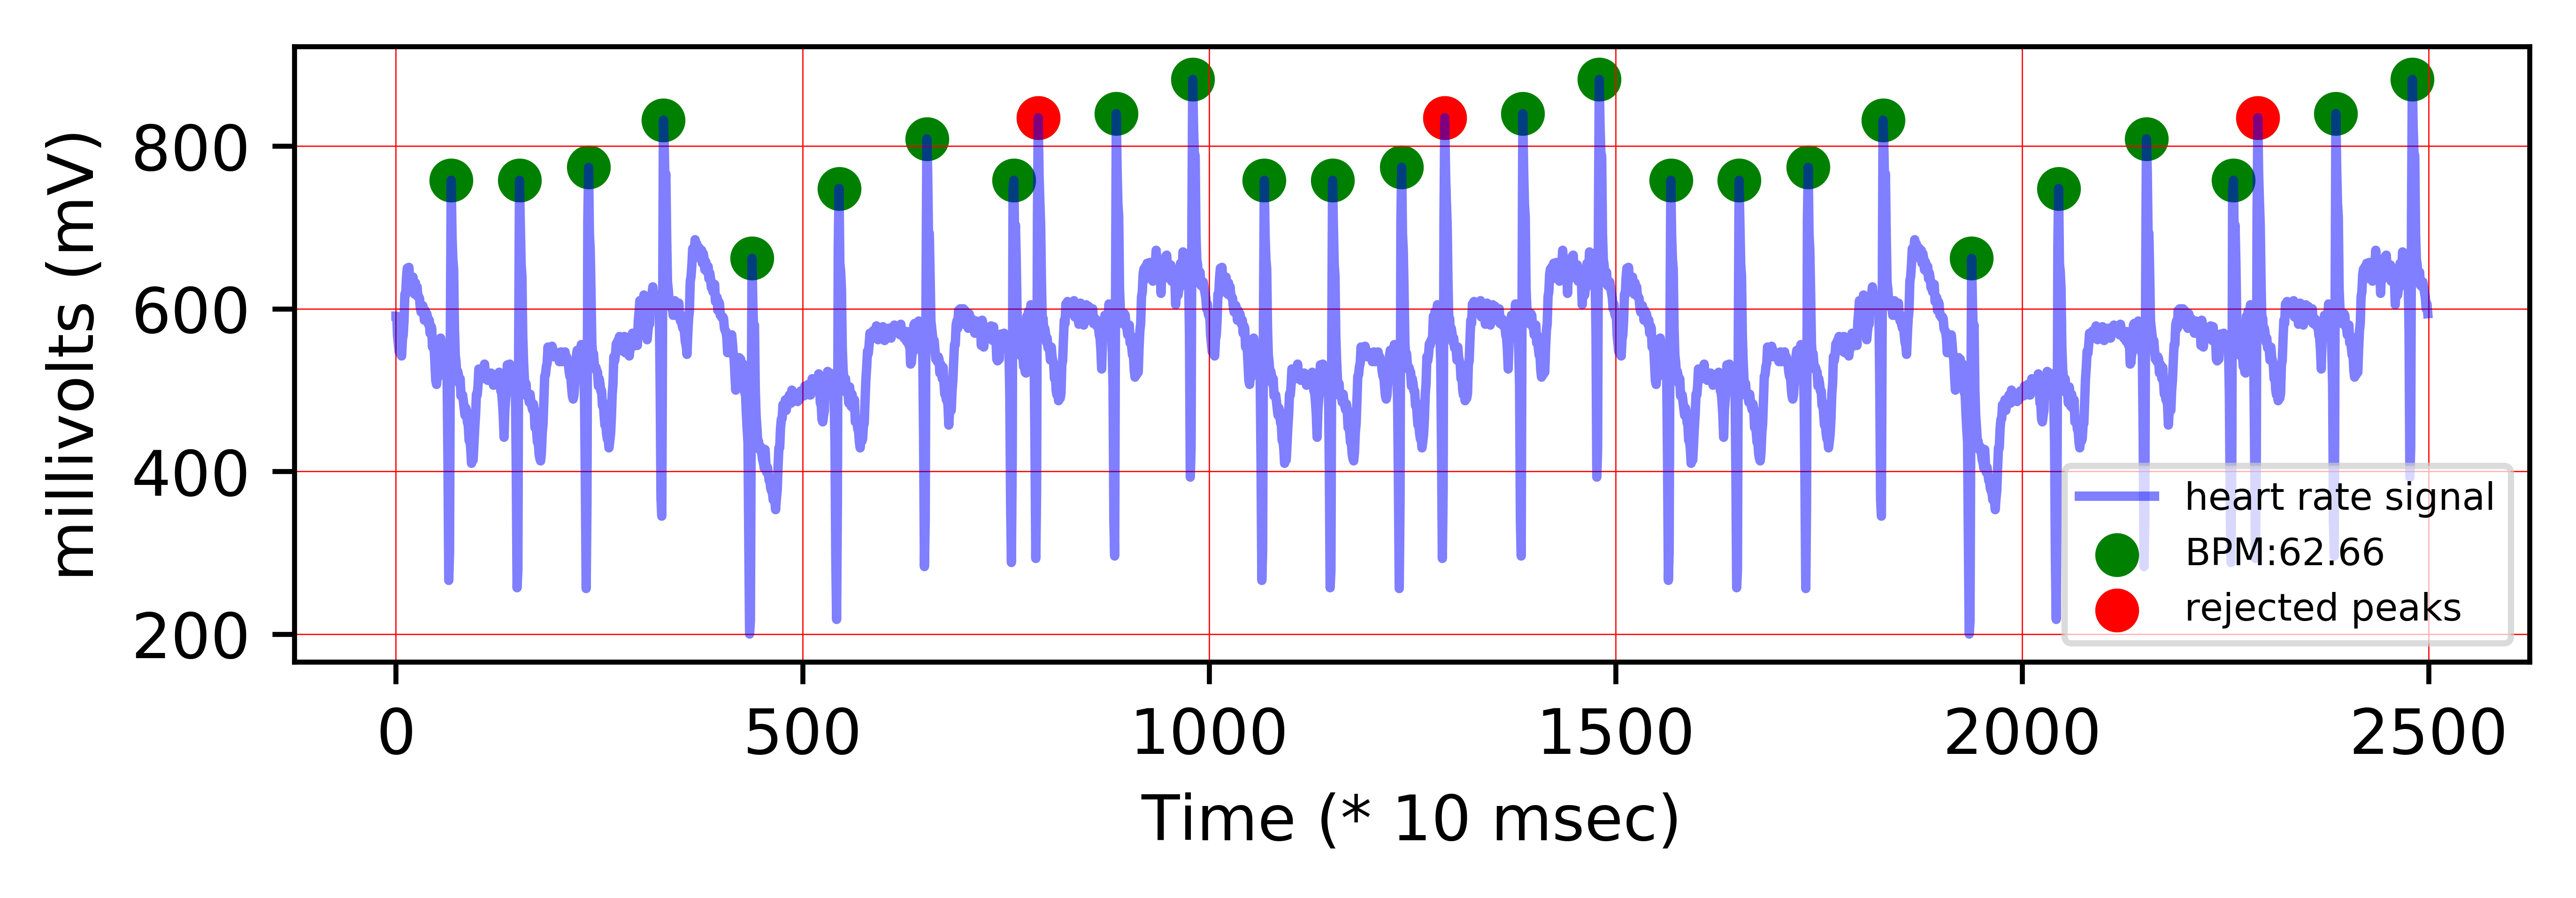 millivolts (mV)
800
600
400
200
heart rate signal
BPM:62.66
rejected peaks
0 500 1000 1500 2000 2500
Time (* 10 msec)